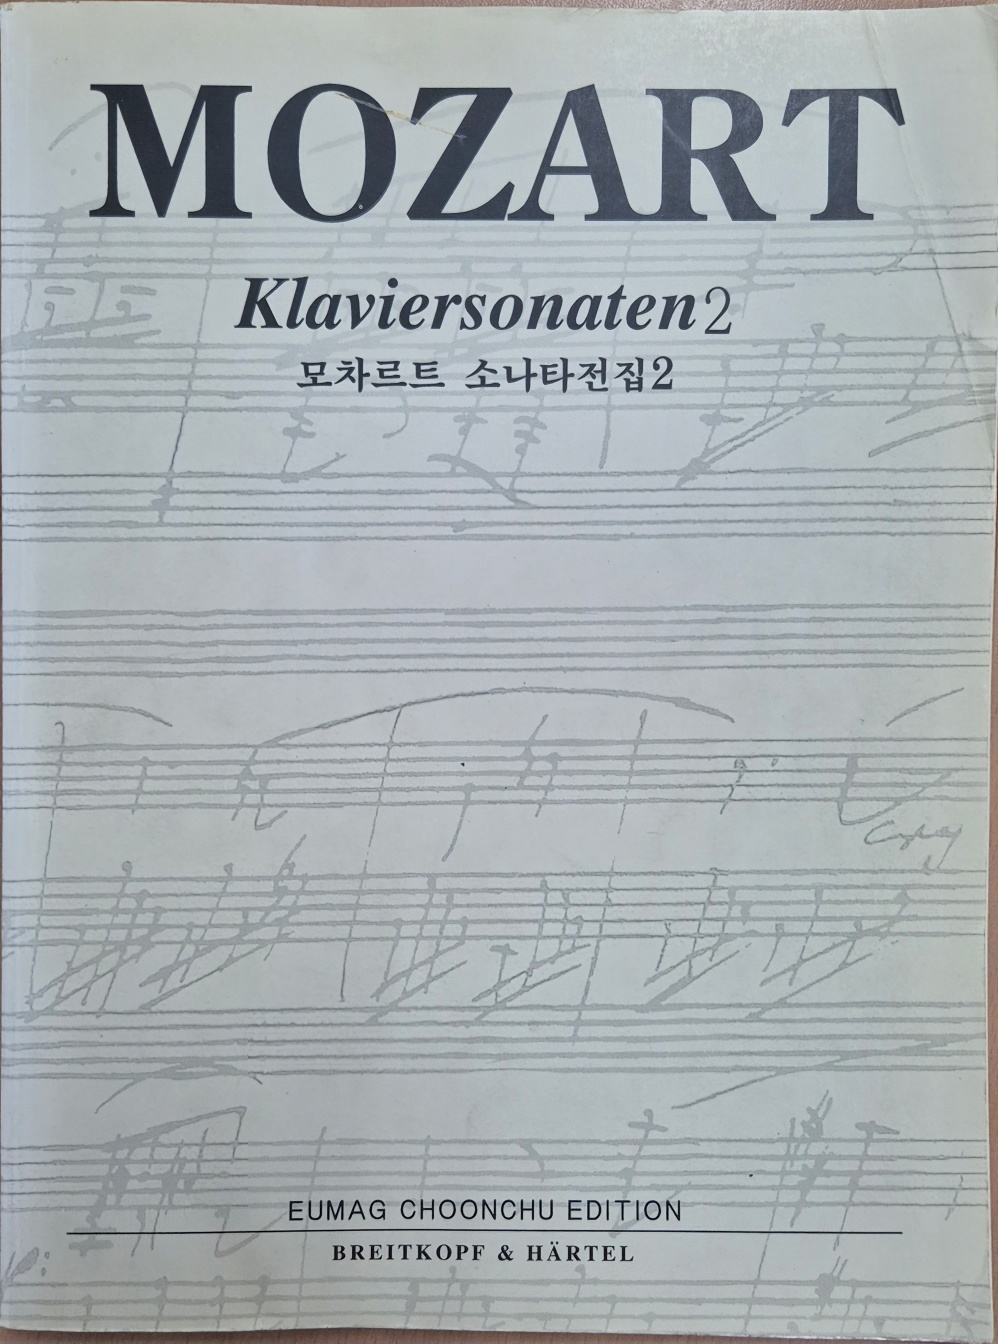 MOZART
Klaviersonaten 2
모차르트 소나타전집2
EUMAG CHOONCHU EDITION
BREITKOPF & HÄRTEL